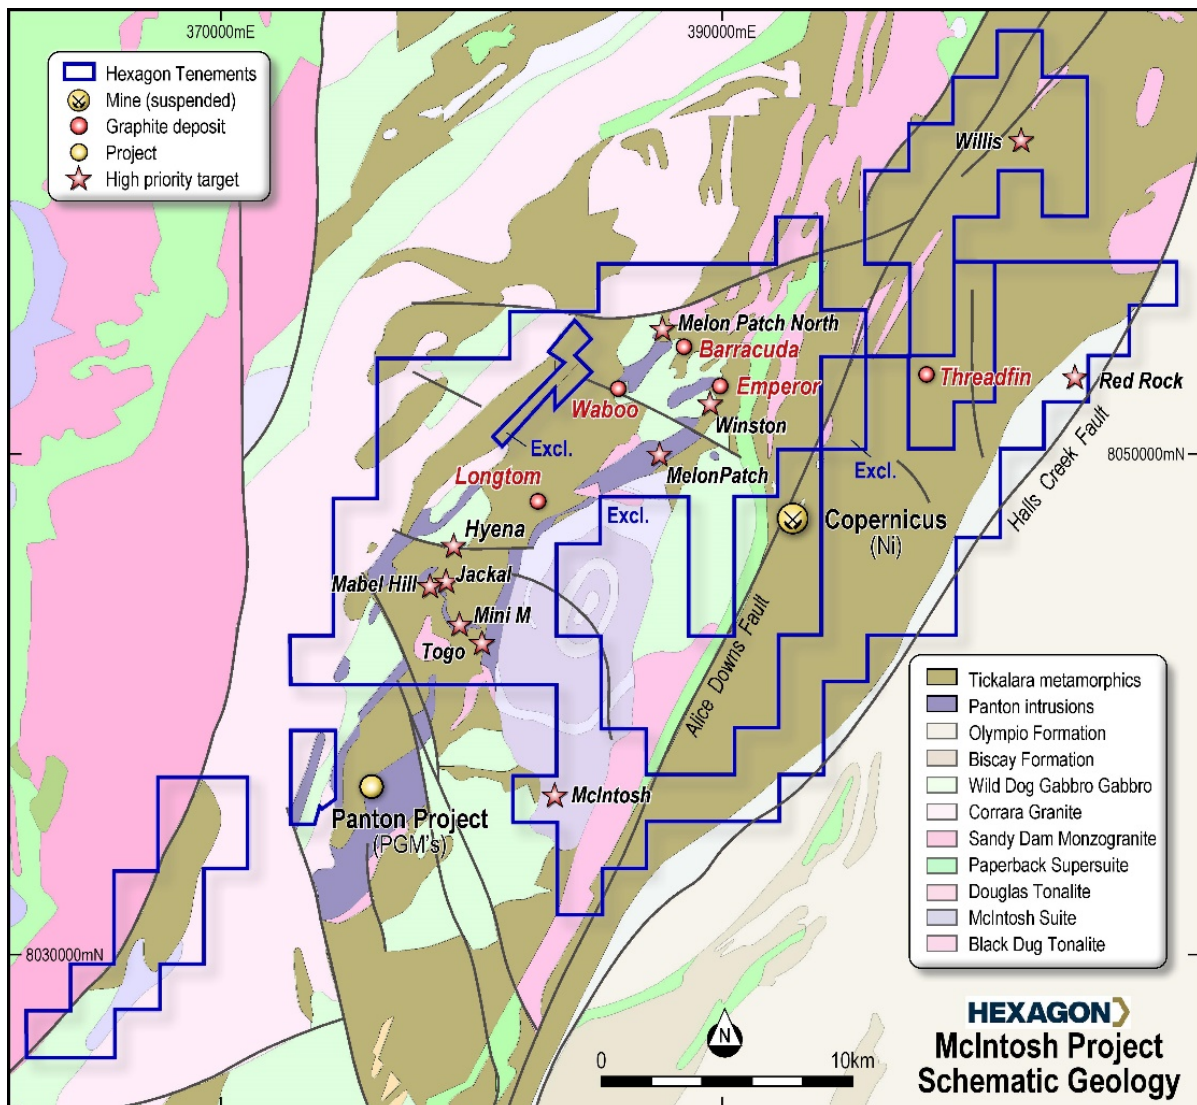 370000mE
390000mE
Hexagon Tenements
Mine (suspended)
Graphite deposit
Project
High priority target
Willis
Melon Patch North
Barracuda
Threadfin
Red Rock
Emperor
Waboo
Winston
Excl.
MelonPatch
Excl.
8050000mN
Longtom
Excl.
Copernicus
(Ni)
Halls Creek Fault
Hyena
Jackal
Mabel Hill
Mini M
Togo
Alice Downs Fault
Tickalara metamorphics
Panton intrusions
Olympio Formation
Biscay Formation
Wild Dog Gabbro Gabbro
Corrara Granite
Sandy Dam Monzogranite
Paperback Supersuite
Douglas Tonalite
McIntosh Suite
Black Dug Tonalite
McIntosh
Panton Project
(PGM's)
8030000mN
N
0
10km
HEXAGON
McIntosh Project
Schematic Geology